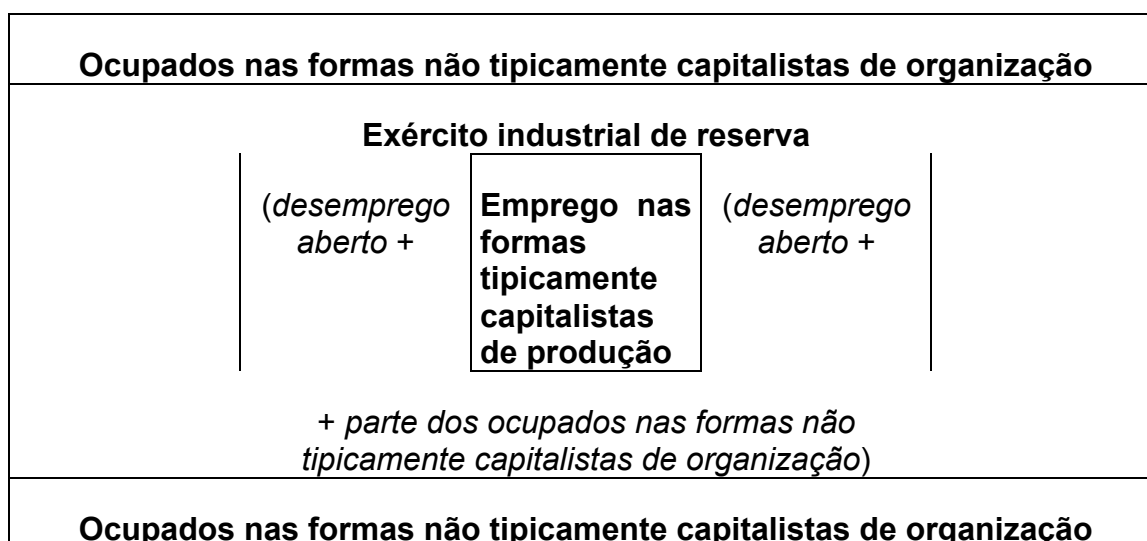 Ocupados nas formas não tipicamente capitalistas de organização
Exército industrial de reserva
(desemprego
aberto +
Emprego nas
formas
tipicamente
capitalistas
de produção
(desemprego
aberto +
+ parte dos ocupados nas formas não
tipicamente capitalistas de organização)
Ocupados nas formas não tipicamente capitalistas de organização